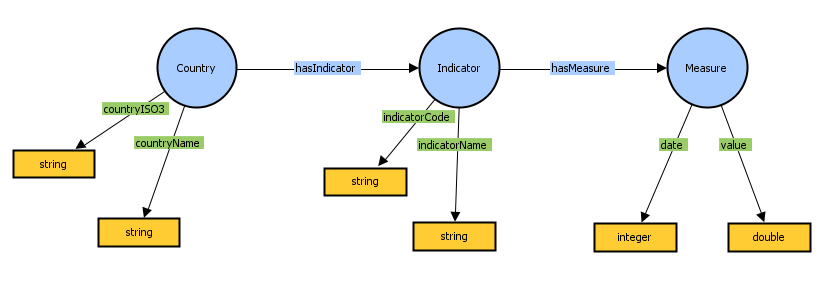 Country
hasIndicator
Indicator
hasMeasure
Measure
countryISO3
indicatorCode
countryName
indicatorName
date
value
string
string
string
string
integer
double